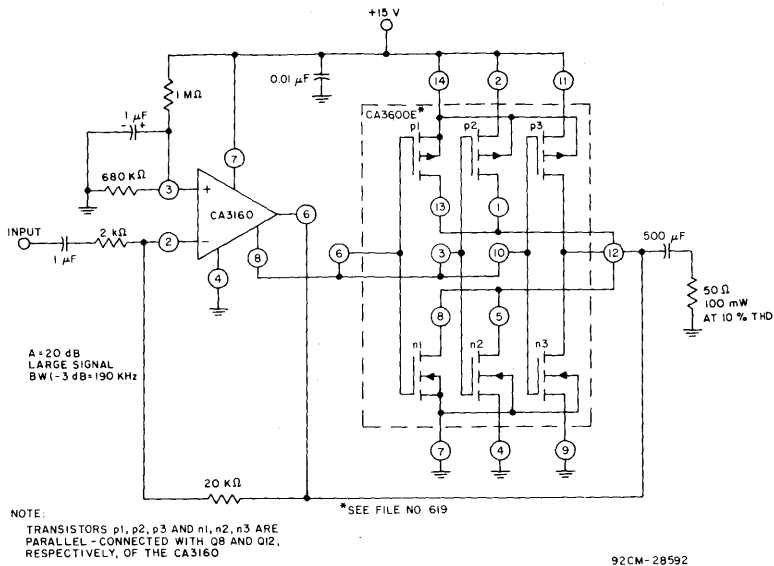 +15 V
0.01 µF
1 MΩ
1 µF
- +
680 KΩ
3
+
7
CA3160
6
INPUT
1 µF
2 kΩ
2
-
8
4
14
2
11
CA3600E*
p1
p2
p3
13
1
6
3
10
12
500 µF
50 Ω
100 mW
AT 10 % THD
8
5
n1
n2
n3
7
4
9
A = 20 dB
LARGE SIGNAL
BW (-3 dB = 190 KHz
20 KΩ
*SEE FILE NO. 619
NOTE:
TRANSISTORS p1, p2, p3 AND n1, n2, n3 ARE
PARALLEL - CONNECTED WITH Q8 AND Q12,
RESPECTIVELY, OF THE CA3160
92CM-28592